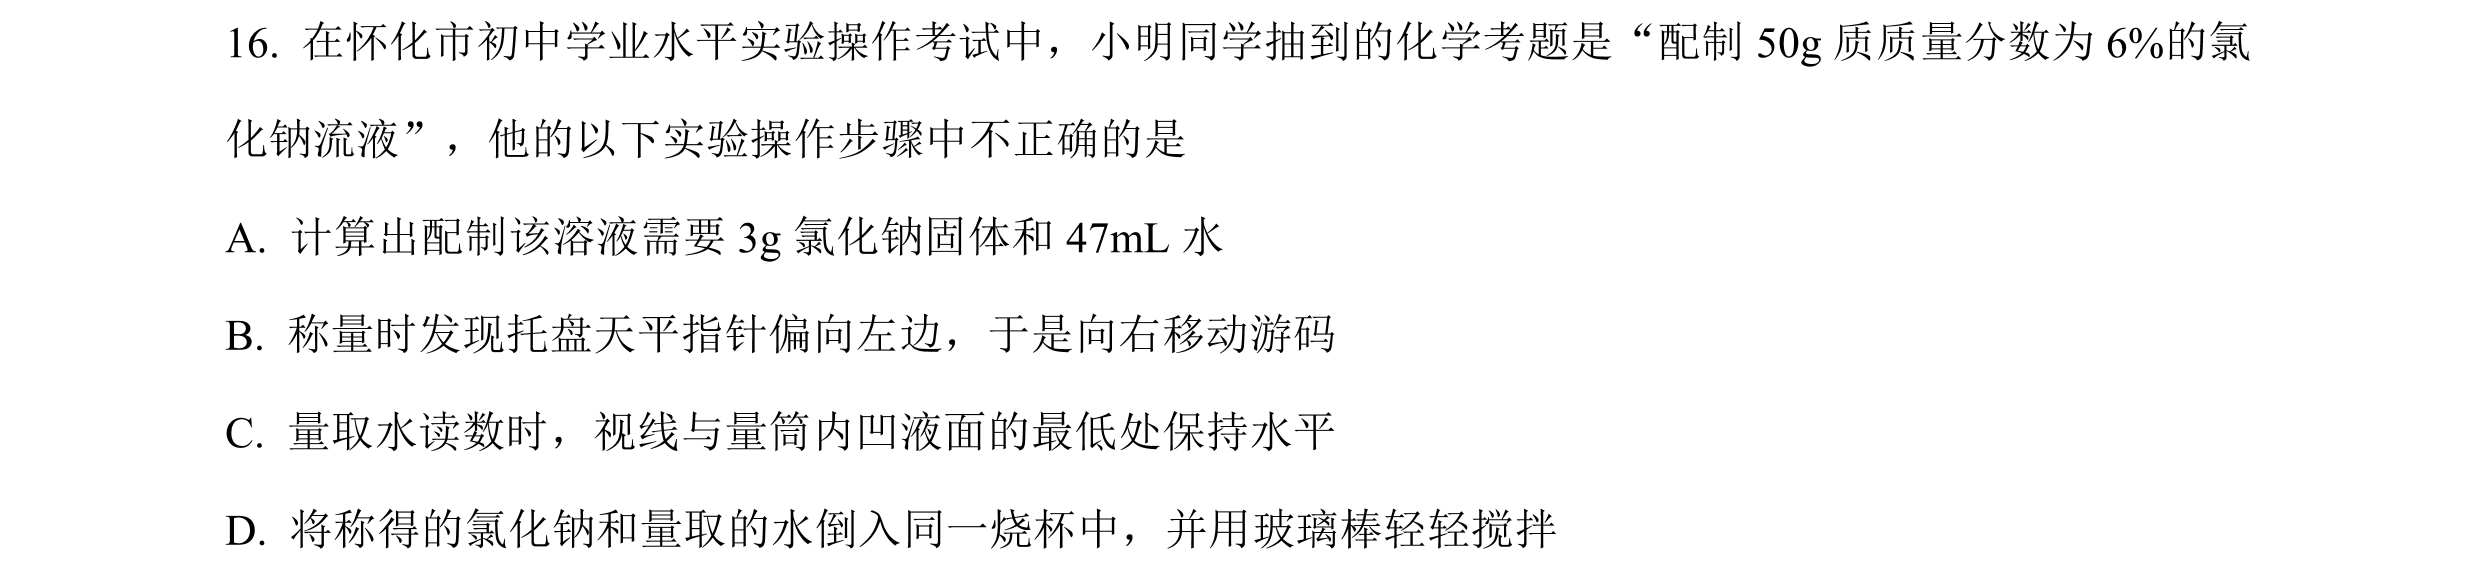 16. 在怀化市初中学业水平实验操作考试中，小明同学抽到的化学考题是“配制 50g 质质量分数为 6%的氯
化钠流液”，他的以下实验操作步骤中不正确的是
A. 计算出配制该溶液需要 3g 氯化钠固体和 47mL 水
B. 称量时发现托盘天平指针偏向左边，于是向右移动游码
C. 量取水读数时，视线与量筒内凹液面的最低处保持水平
D. 将称得的氯化钠和量取的水倒入同一烧杯中，并用玻璃棒轻轻搅拌